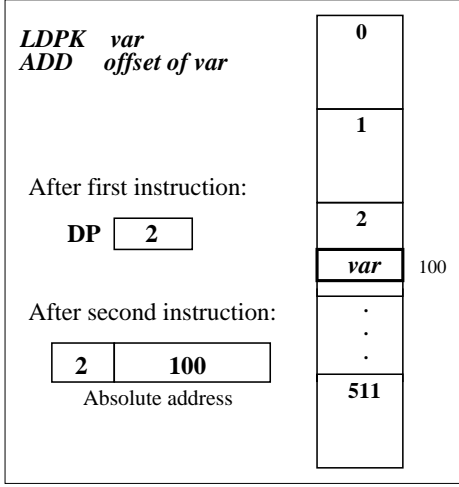 LDPK var
ADD offset of var
After first instruction:
DP 2
After second instruction:
2 100
Absolute address
0
1
2
var 100
.
.
.
511